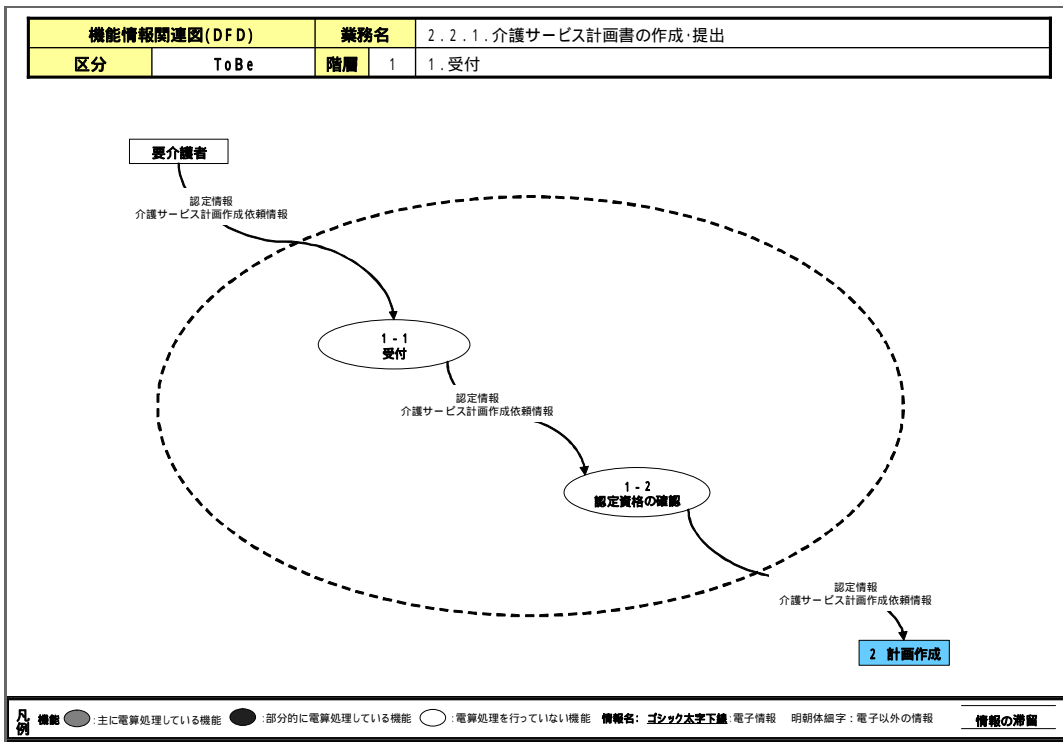 機能情報関連図(DFD) 業務名 2.2.1.介護サービス計画書の作成・提出
区分 ToBe 階層 1 1.受付
要介護者
認定情報
介護サービス計画作成依頼情報
1-1
受付
認定情報
介護サービス計画作成依頼情報
1-2
認定資格の確認
認定情報
介護サービス計画作成依頼情報
2 計画作成
凡例 機能 :主に電算処理している機能 :部分的に電算処理している機能 :電算処理を行っていない機能 情報名: ゴシック太字下線:電子情報 明朝体細字:電子以外の情報 情報の滞留